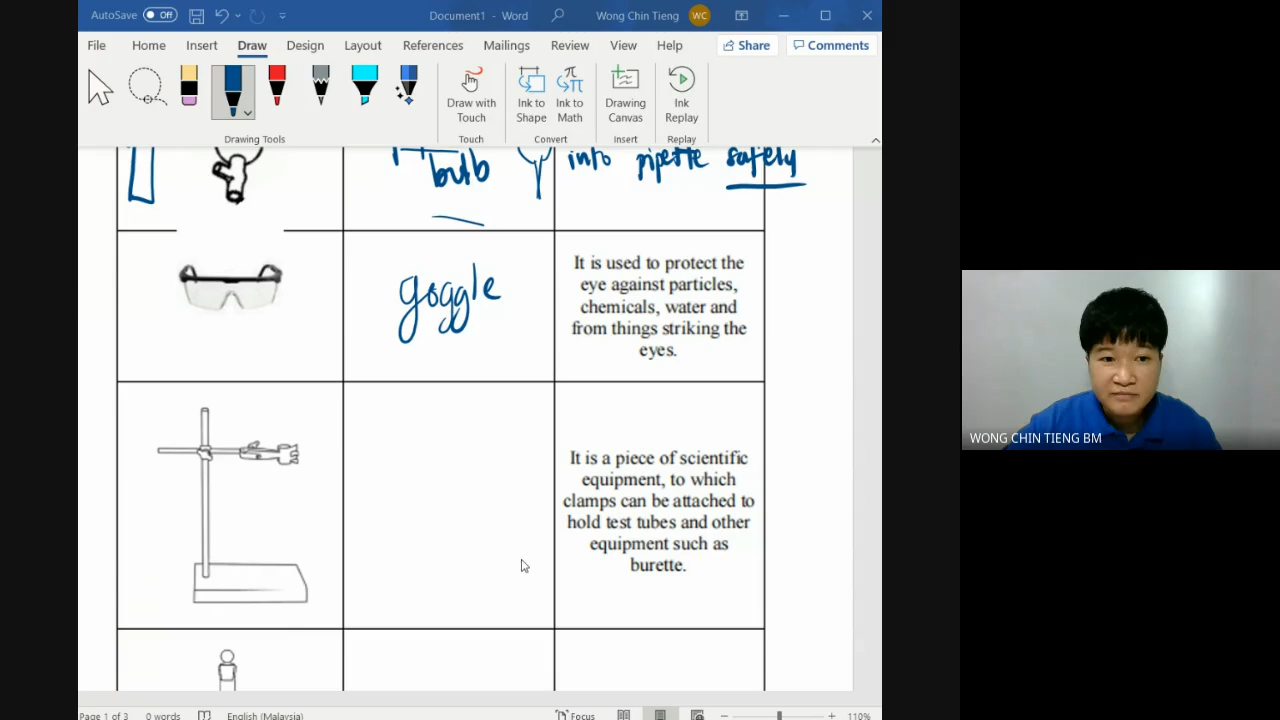 AutoSave Off
Document1 - Word
Wong Chin Tieng WC
File Home Insert Draw Design Layout References Mailings Review View Help Share Comments
Draw with Touch
Ink to Shape
Ink to Math
Drawing Canvas
Ink Replay
Drawing Tools Touch Convert Insert Replay
bulb
into pipette safely
goggle
It is used to protect the
eye against particles,
chemicals, water and
from things striking the
eyes.
It is a piece of scientific
equipment, to which
clamps can be attached to
hold test tubes and other
equipment such as
burette.
WONG CHIN TIENG BM
Page 1 of 3 0 words English (Malaysia) Focus 110%